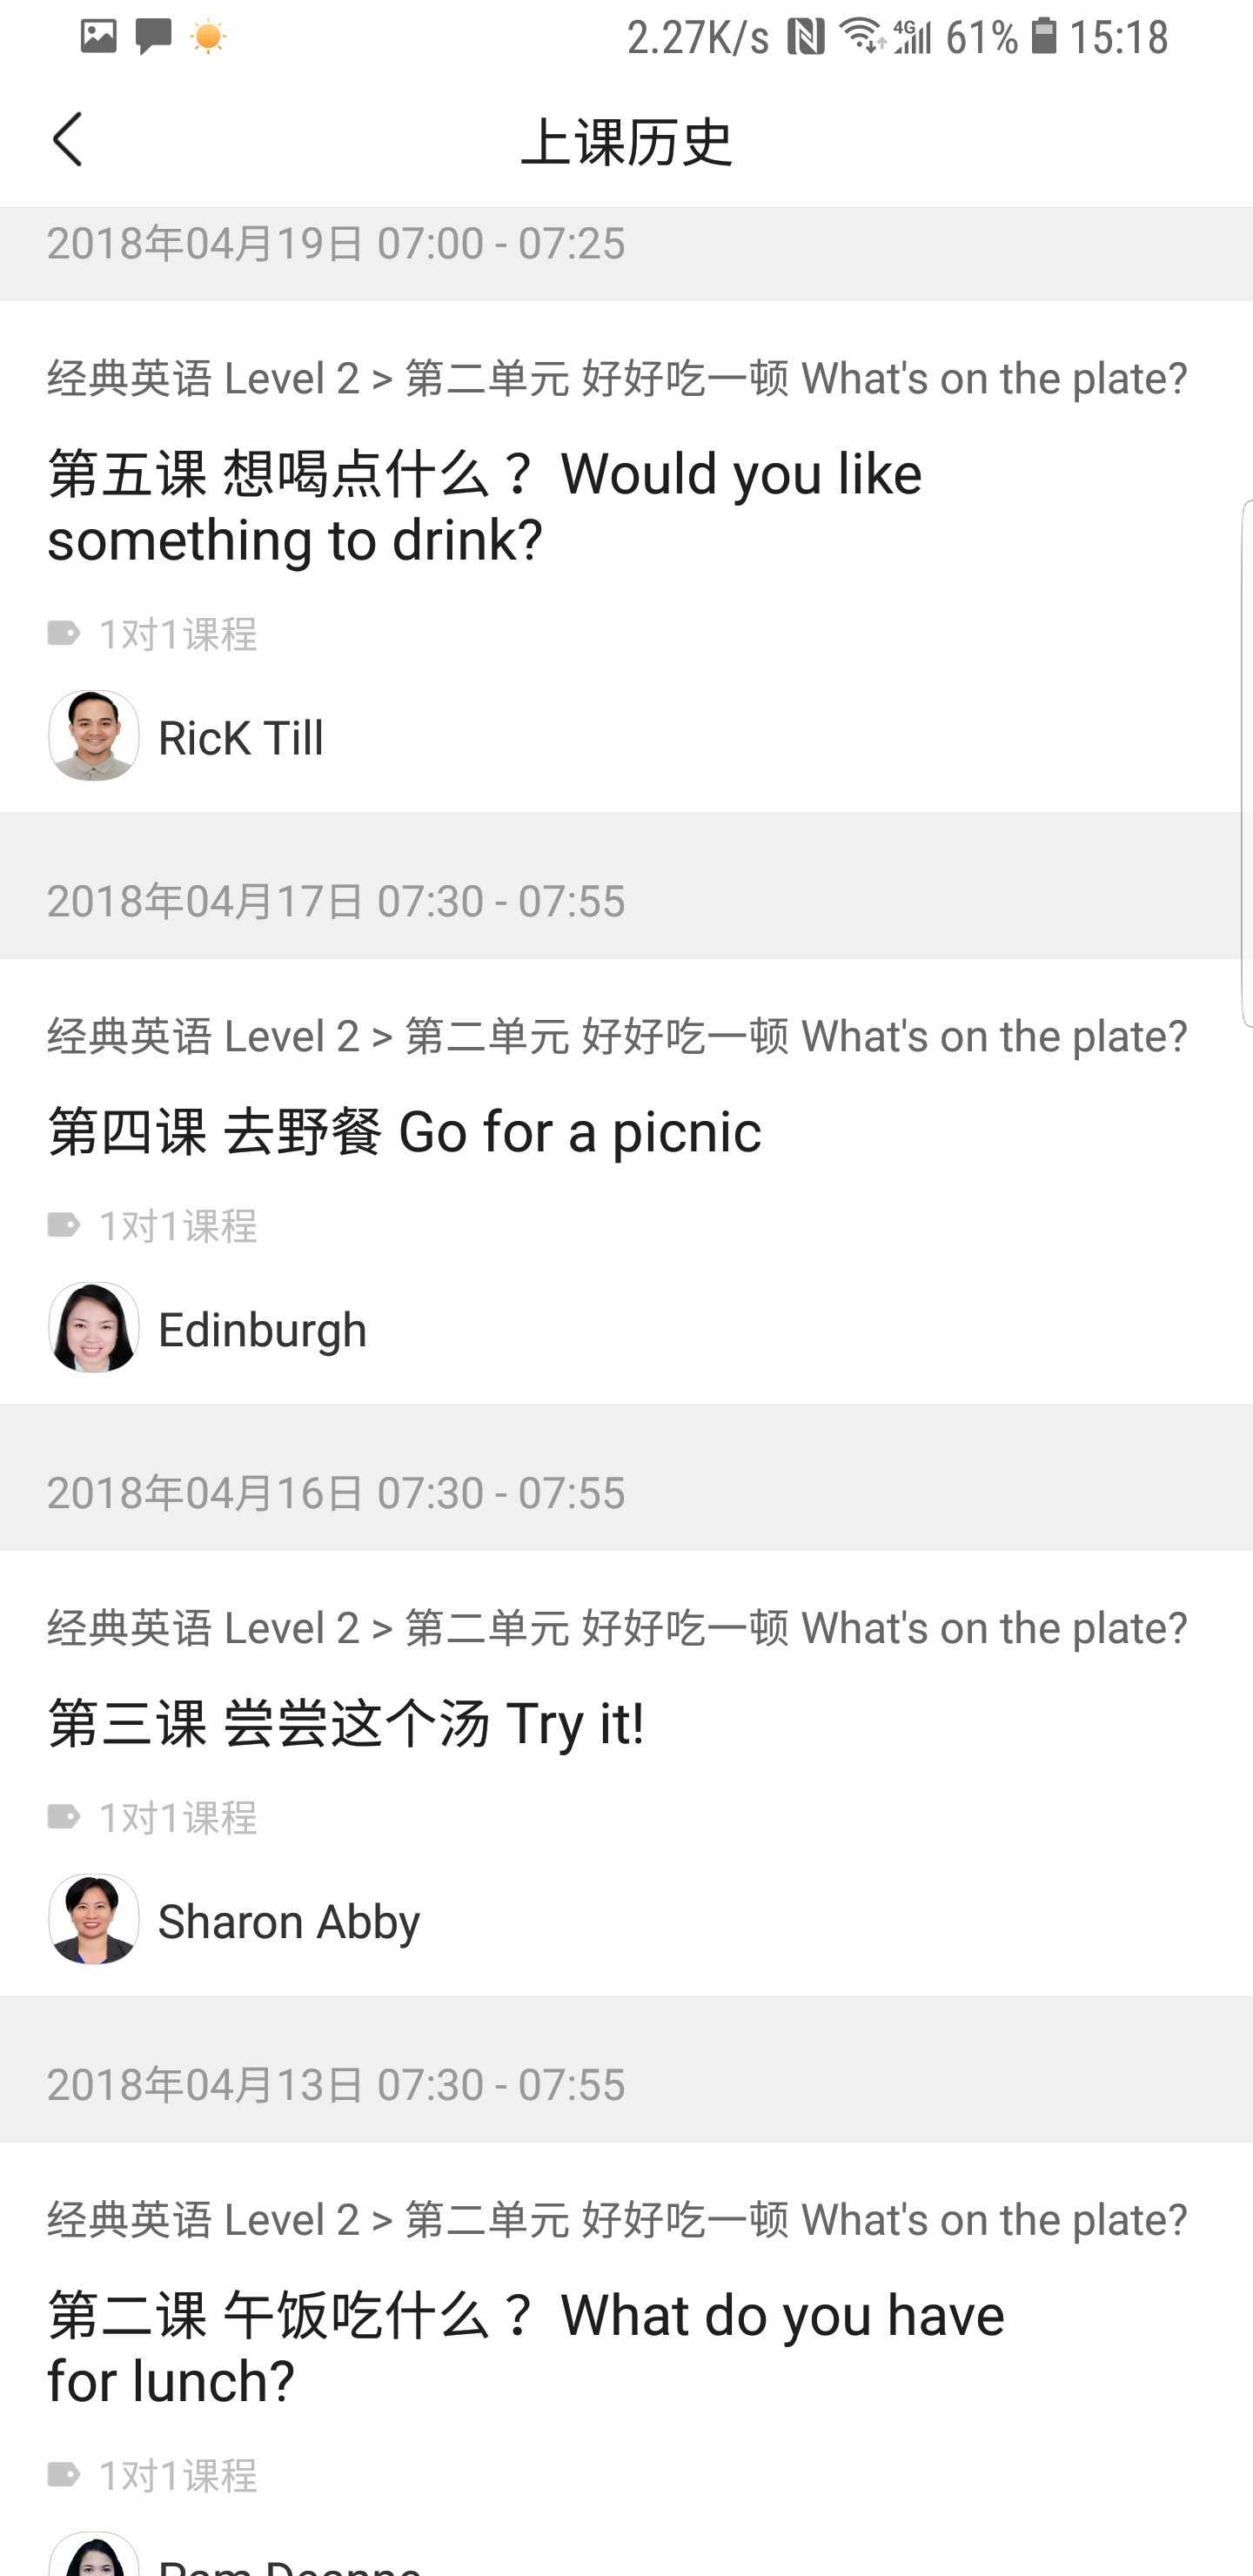 2.27K/s 4G 61% 15:18
上课历史
2018年04月19日 07:00 - 07:25
经典英语 Level 2 > 第二单元 好好吃一顿 What's on the plate?
第五课 想喝点什么？ Would you like
something to drink?
1对1课程
RicK Till
2018年04月17日 07:30 - 07:55
经典英语 Level 2 > 第二单元 好好吃一顿 What's on the plate?
第四课 去野餐 Go for a picnic
1对1课程
Edinburgh
2018年04月16日 07:30 - 07:55
经典英语 Level 2 > 第二单元 好好吃一顿 What's on the plate?
第三课 尝尝这个汤 Try it!
1对1课程
Sharon Abby
2018年04月13日 07:30 - 07:55
经典英语 Level 2 > 第二单元 好好吃一顿 What's on the plate?
第二课 午饭吃什么？ What do you have
for lunch?
1对1课程